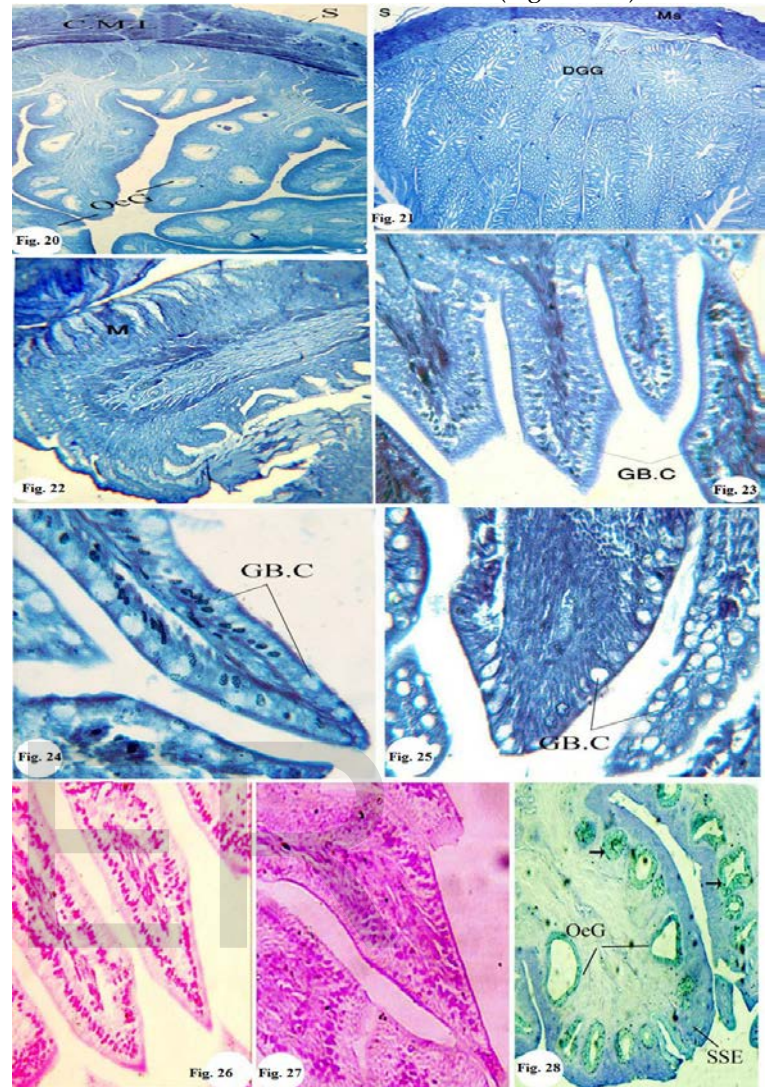 S
C.M.L
OeG
Fig. 20
S
Ms
DGG
Fig. 21
M
Fig. 22
GB.C
Fig. 23
GB.C
Fig. 24
GB.C
Fig. 25
Fig. 26
Fig. 27
OeG
SSE
Fig. 28